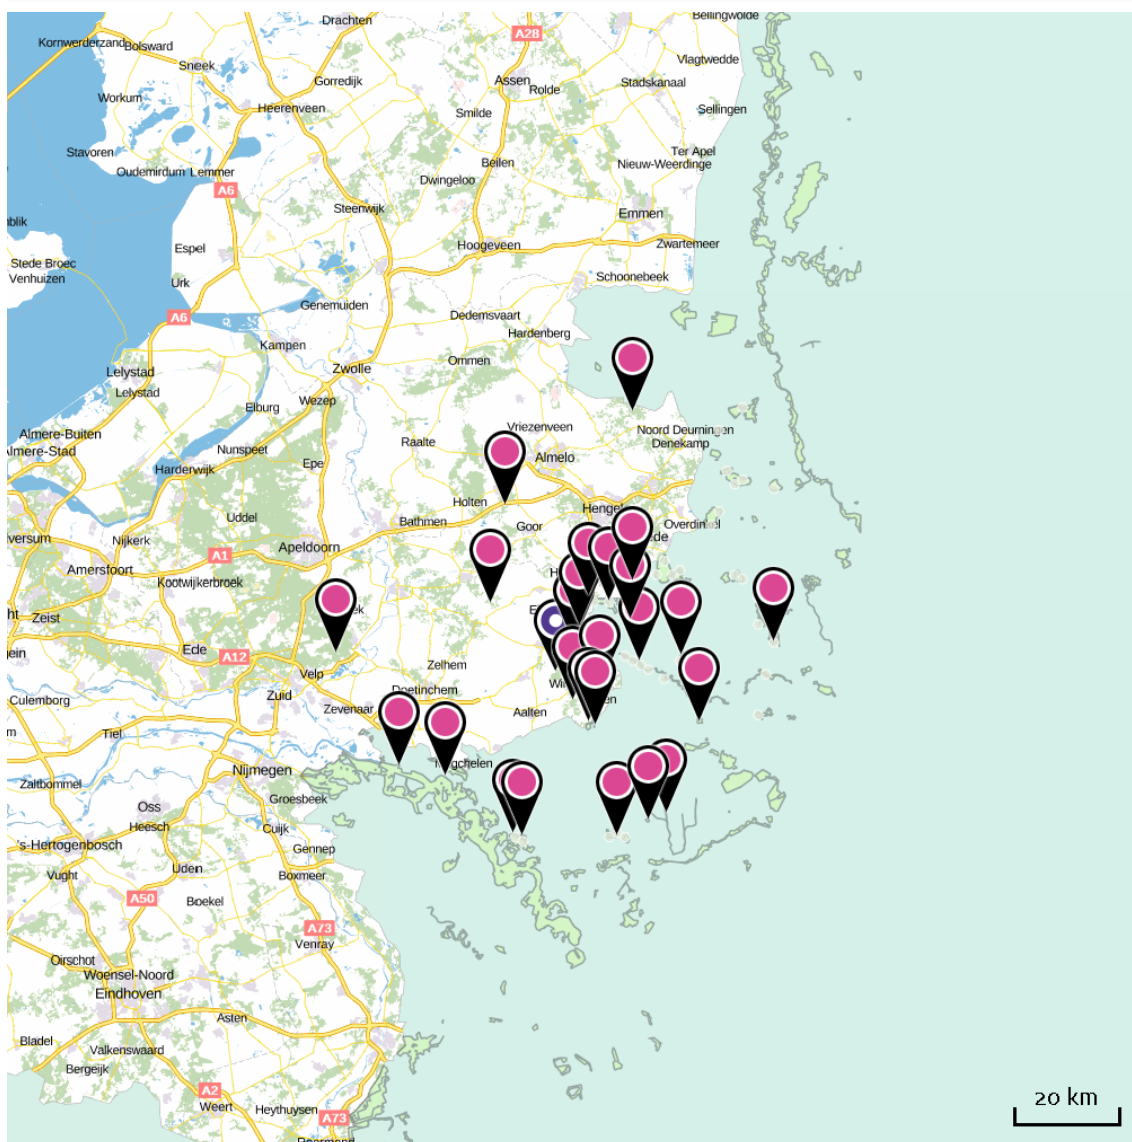 Bellingwolde
Drachten
A28
Kornwerderzand
Bolsward
Vlagtwedde
Sneek
Gorredijk
Assen
Rolde
Stadskanaal
Workum
Heerenveen
Smilde
Sellingen
Stavoren
Ter Apel
Beilen
Nieuw-Weerdinge
Oudemirdum
Lemmer
Dwingeloo
A6
Steenwijk
Emmen
Espel
Hoogeveen
Zwartemeer
Stede Broec
Venhuizen
Urk
Schoonebeek
Genemuiden
A6
Dedemsvaart
Hardenberg
Kampen
Ommen
Zwolle
Lelystad
Lelystad
Wezep
Elburg
Almere-Buiten
Vriezenveen
Noord Deurningen
Raalte
Denekamp
Nunspeet
Almelo
Epe
Harderwijk
Holten
Uddel
Bathmen
Goor
Nijkerk
Apeldoorn
A1
Amersfoort
Kootwijkerbroek
Zeist
Ede
A12
Zelhem
Velp
Zuid
Culemborg
Zevenaar
Aalten
Tiel
Nijmegen
Zaltbommel
Groesbeek
Oss
Heesch
Cuijk
's-Hertogenbosch
Gennep
Vught
Uden
Boxmeer
A50
Boekel
A73
Venray
Oirschot
Woensel-Noord
Eindhoven
Asten
Bladel
Valkenswaard
Bergeijk
A2
Weert
Heythuysen
A73
20 km